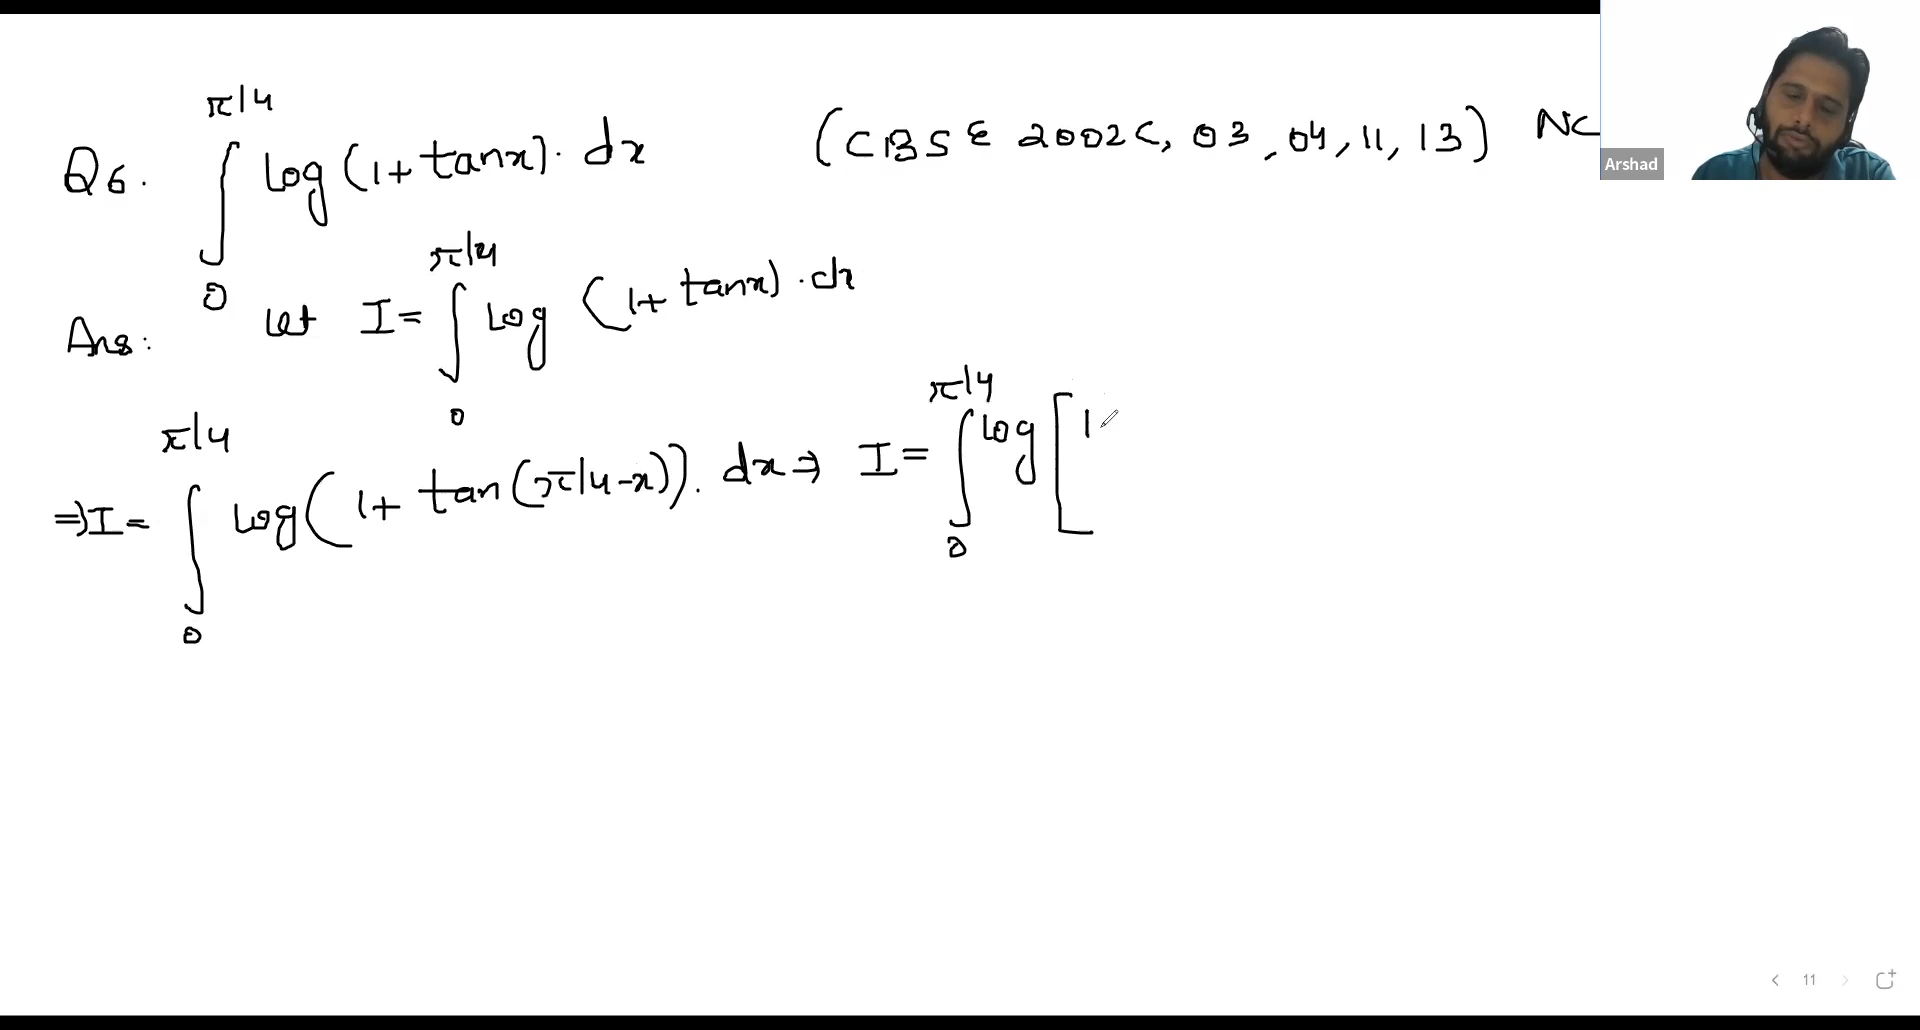 π/4
Q6. ∫ log(1+tanx).dx (CBSE 2002C, 03, 04, 11, 13) NC
0
Arshad
π/4
Ans: let I= ∫ log (1+tanx).dx
0
π/4 π/4
⇒I= ∫ log(1+tan(π/4-x)).dx⇒ I= ∫ log[1
0 0
11